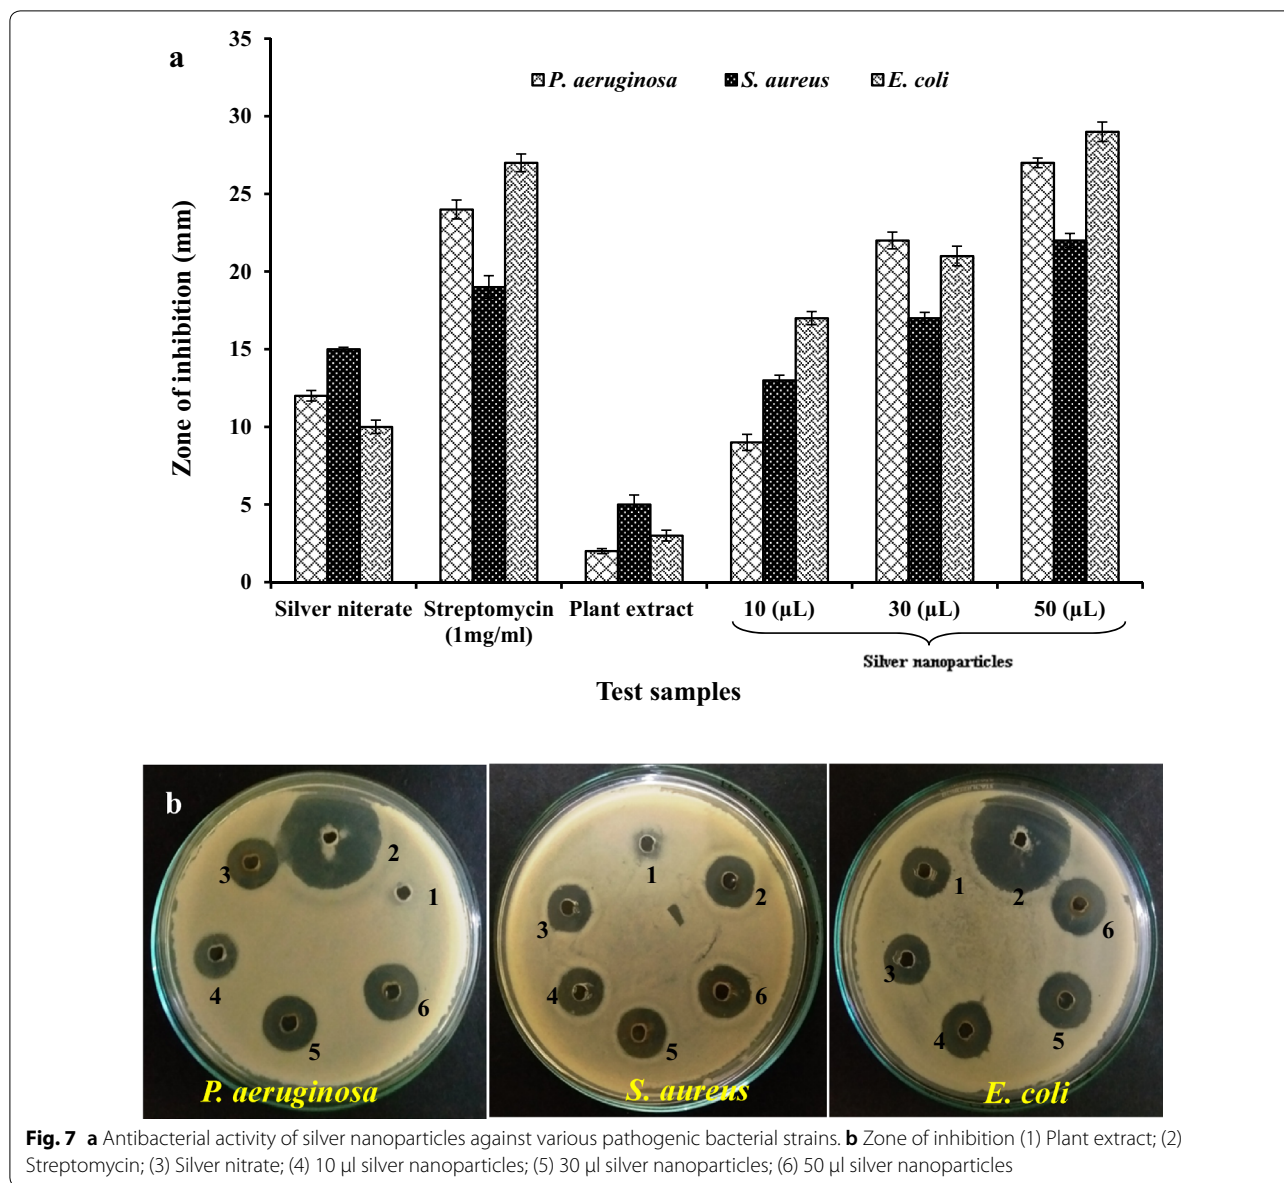 a
35
30
25
20
15
10
5
0
Zone of inhibition (mm)
P. aeruginosa S. aureus E. coli
Silver niterate Streptomycin (1mg/ml) Plant extract 10 (µL) 30 (µL) 50 (µL)
Silver nanoparticles
Test samples
b
2
3
1
4
6
5
P. aeruginosa
1
2
3
4
6
5
S. aureus
1
2
6
3
4
5
E. coli
Fig. 7 a Antibacterial activity of silver nanoparticles against various pathogenic bacterial strains. b Zone of inhibition (1) Plant extract; (2)
Streptomycin; (3) Silver nitrate; (4) 10 µl silver nanoparticles; (5) 30 µl silver nanoparticles; (6) 50 µl silver nanoparticles